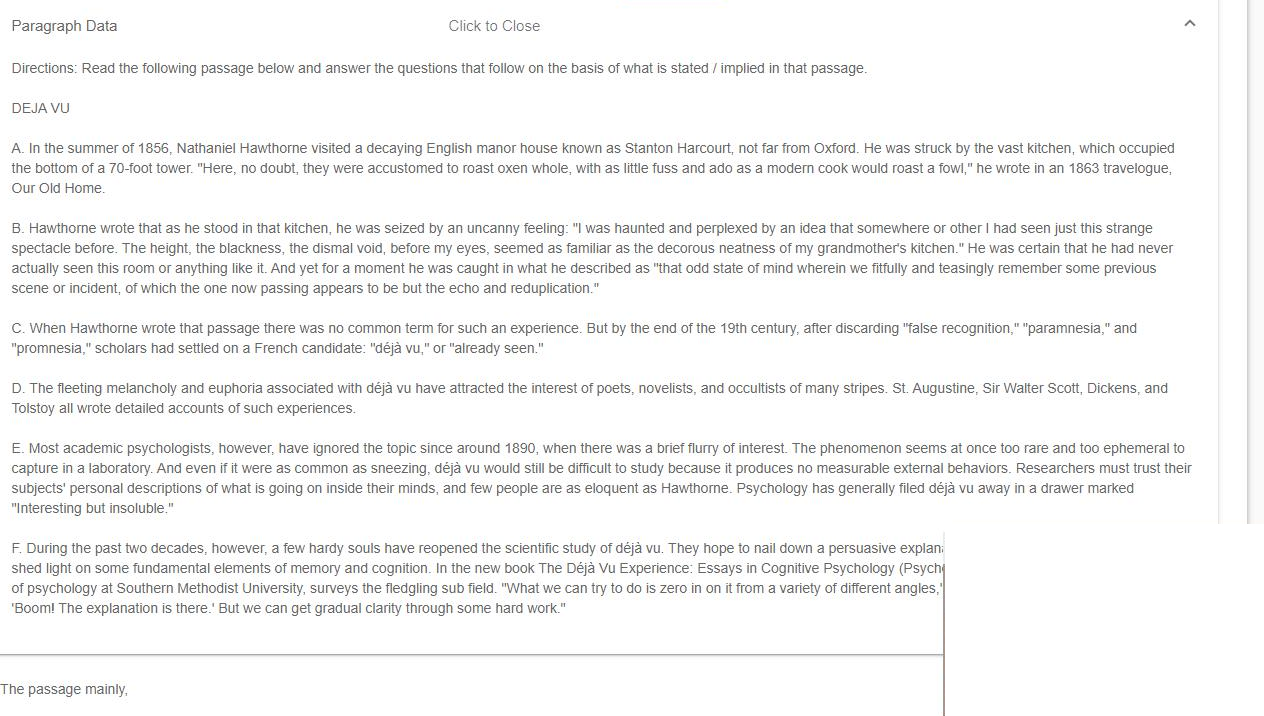 Paragraph Data Click to Close
Directions: Read the following passage below and answer the questions that follow on the basis of what is stated / implied in that passage.
DEJA VU
A. In the summer of 1856, Nathaniel Hawthorne visited a decaying English manor house known as Stanton Harcourt, not far from Oxford. He was struck by the vast kitchen, which occupied
the bottom of a 70-foot tower. "Here, no doubt, they were accustomed to roast oxen whole, with as little fuss and ado as a modern cook would roast a fowl," he wrote in an 1863 travelogue,
Our Old Home.
B. Hawthorne wrote that as he stood in that kitchen, he was seized by an uncanny feeling: "I was haunted and perplexed by an idea that somewhere or other I had seen just this strange
spectacle before. The height, the blackness, the dismal void, before my eyes, seemed as familiar as the decorous neatness of my grandmother's kitchen." He was certain that he had never
actually seen this room or anything like it. And yet for a moment he was caught in what he described as "that odd state of mind wherein we fitfully and teasingly remember some previous
scene or incident, of which the one now passing appears to be but the echo and reduplication."
C. When Hawthorne wrote that passage there was no common term for such an experience. But by the end of the 19th century, after discarding "false recognition," "paramnesia," and
"promnesia," scholars had settled on a French candidate: "déjà vu," or "already seen."
D. The fleeting melancholy and euphoria associated with déjà vu have attracted the interest of poets, novelists, and occultists of many stripes. St. Augustine, Sir Walter Scott, Dickens, and
Tolstoy all wrote detailed accounts of such experiences.
E. Most academic psychologists, however, have ignored the topic since around 1890, when there was a brief flurry of interest. The phenomenon seems at once too rare and too ephemeral to
capture in a laboratory. And even if it were as common as sneezing, déjà vu would still be difficult to study because it produces no measurable external behaviors. Researchers must trust their
subjects' personal descriptions of what is going on inside their minds, and few people are as eloquent as Hawthorne. Psychology has generally filed déjà vu away in a drawer marked
"Interesting but insoluble."
F. During the past two decades, however, a few hardy souls have reopened the scientific study of déjà vu. They hope to nail down a persuasive
shed light on some fundamental elements of memory and cognition. In the new book The Déjà Vu Experience: Essays in Cognitive Psychology
of psychology at Southern Methodist University, surveys the fledgling sub field. "What we can try to do is zero in on it from a variety of different angles,'
'Boom! The explanation is there.' But we can get gradual clarity through some hard work."
The passage mainly,